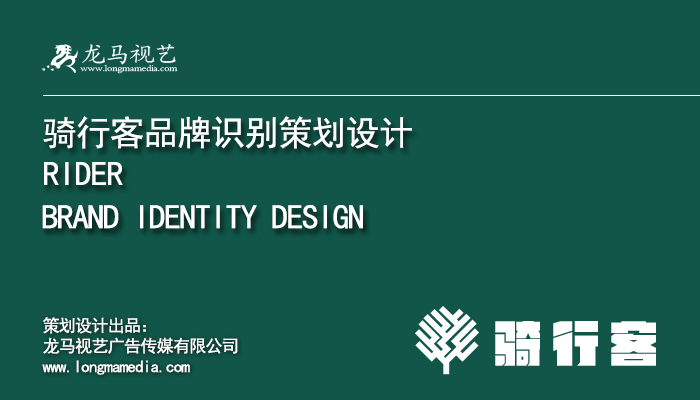 龙马视艺
www.longmamedia.com
骑行客品牌识别策划设计
RIDER
BRAND IDENTITY DESIGN
策划设计出品：
龙马视艺广告传媒有限公司
www.longmamedia.com
骑行客